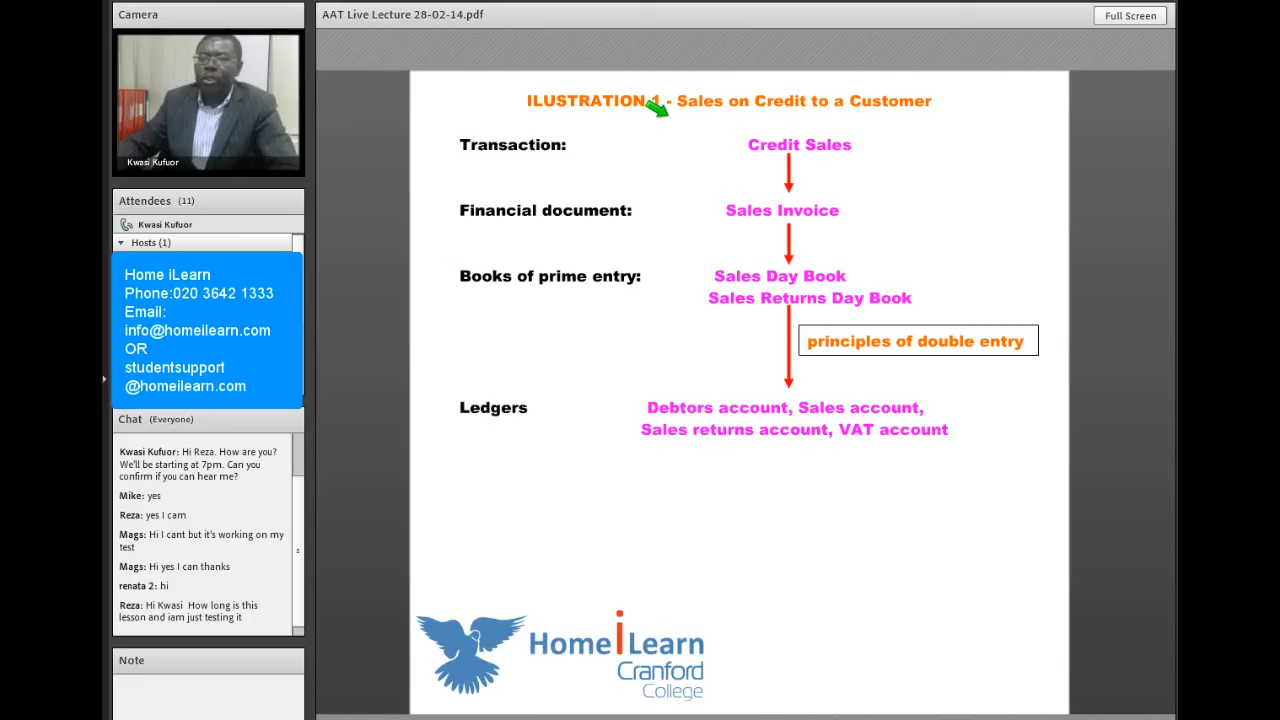 Camera
Kwasi Kufuor
Attendees (11)
Kwasi Kufuor
Hosts (1)
Home iLearn
Phone:020 3642 1333
Email:
info@homeilearn.com
OR
studentsupport
@homeilearn.com
Chat (Everyone)
Kwasi Kufuor: Hi Reza. How are you?
We'll be starting at 7pm. Can you
confirm if you can hear me?
Mike: yes
Reza: yes I cam
Mags: Hi I cant but it's working on my
test
Mags: Hi yes I can thanks
renata 2: hi
Reza: Hi Kwasi How long is this
lesson and iam just testing it
Note
AAT Live Lecture 28-02-14.pdf
Full Screen
ILUSTRATION 1 - Sales on Credit to a Customer
Transaction: Credit Sales
Financial document: Sales Invoice
Books of prime entry: Sales Day Book
Sales Returns Day Book
principles of double entry
Ledgers Debtors account, Sales account,
Sales returns account, VAT account
Home iLearn
Cranford
College